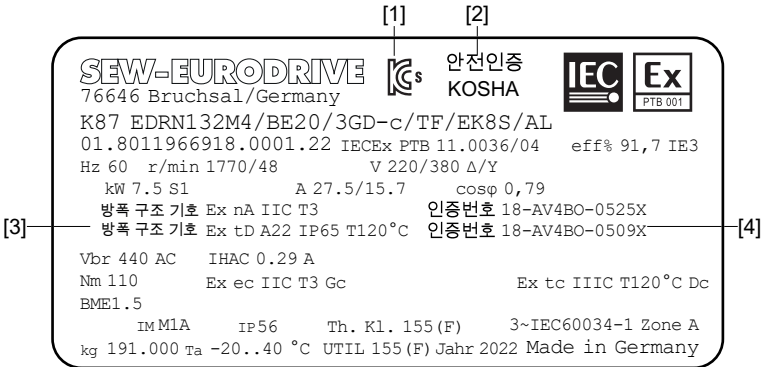 [1] [2]
SEW-EURODRIVE KCs 안전인증 IEC Ex
76646 Bruchsal/Germany KOSHA PTB 001
K87 EDRN132M4/BE20/3GD-c/TF/EK8S/AL
01.8011966918.0001.22 IECEx PTB 11.0036/04 eff% 91,7 IE3
Hz 60 r/min 1770/48 V 220/380 Δ/Y
kW 7.5 S1 A 27.5/15.7 cosφ 0,79
방폭 구조 기호 Ex nA IIC T3 인증번호 18-AV4BO-0525X
[3] 방폭 구조 기호 Ex tD A22 IP65 T120°C 인증번호 18-AV4BO-0509X [4]
Vbr 440 AC IHAC 0.29 A
Nm 110 Ex ec IIC T3 Gc Ex tc IIIC T120°C Dc
BME1.5
IM M1A IP56 Th. Kl. 155(F) 3~IEC60034-1 Zone A
kg 191.000 Ta -20..40 °C UTIL 155(F) Jahr 2022 Made in Germany